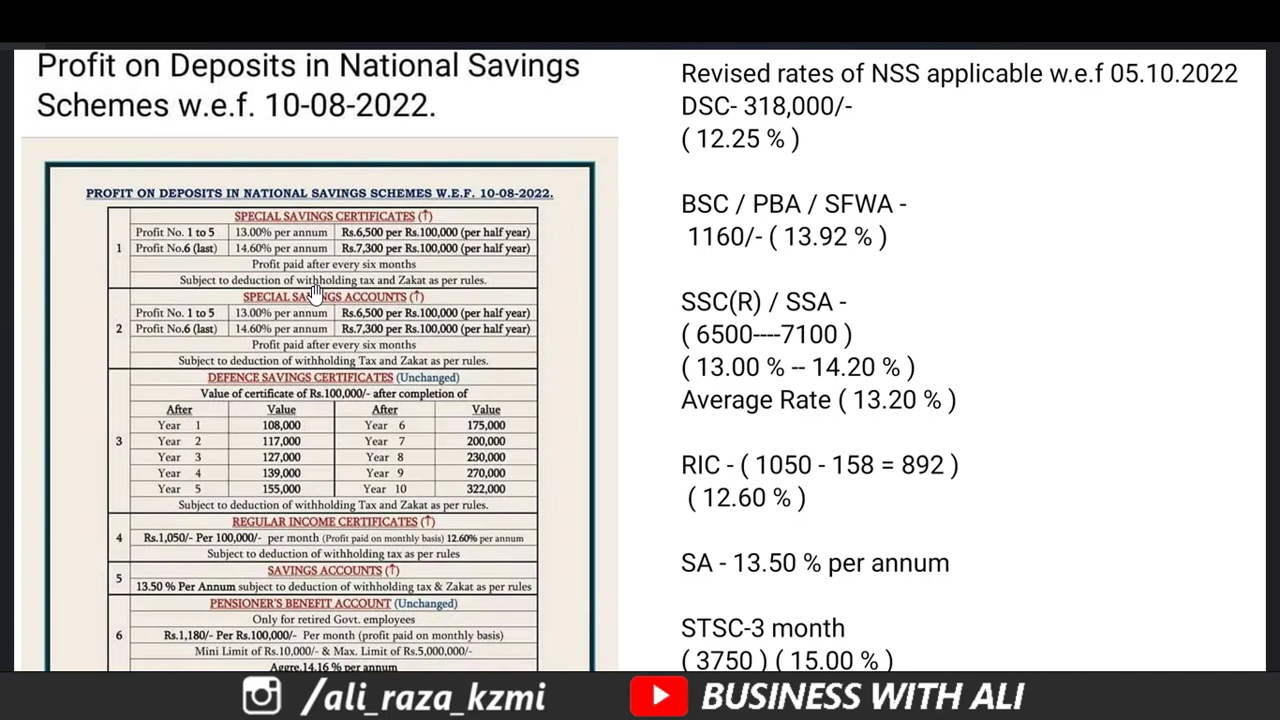 Profit on Deposits in National Savings
Schemes w.e.f. 10-08-2022.
PROFIT ON DEPOSITS IN NATIONAL SAVINGS SCHEMES W.E.F. 10-08-2022.
1
SPECIAL SAVINGS CERTIFICATES (↑)
Profit No. 1 to 5 13.00% per annum Rs.6,500 per Rs.100,000 (per half year)
Profit No.6 (last) 14.60% per annum Rs.7,300 per Rs.100,000 (per half year)
Profit paid after every six months
Subject to deduction of withholding tax and Zakat as per rules.
2
SPECIAL SAVINGS ACCOUNTS (↑)
Profit No. 1 to 5 13.00% per annum Rs.6,500 per Rs.100,000 (per half year)
Profit No.6 (last) 14.60% per annum Rs.7,300 per Rs.100,000 (per half year)
Profit paid after every six months
Subject to deduction of withholding Tax and Zakat as per rules.
3
DEFENCE SAVINGS CERTIFICATES (Unchanged)
Value of certificate of Rs.100,000/- after completion of
After Value After Value
Year 1 108,000 Year 6 175,000
Year 2 117,000 Year 7 200,000
Year 3 127,000 Year 8 230,000
Year 4 139,000 Year 9 270,000
Year 5 155,000 Year 10 322,000
Subject to deduction of withholding Tax and Zakat as per rules.
4
REGULAR INCOME CERTIFICATES (↑)
Rs.1,050/- Per 100,000/- per month (Profit paid on monthly basis) 12.60% per annum
Subject to deduction of withholding tax as per rules
5
SAVINGS ACCOUNTS (↑)
13.50 % Per Annum subject to deduction of withholding tax & Zakat as per rules
6
PENSIONER'S BENEFIT ACCOUNT (Unchanged)
Only for retired Govt. employees
Rs.1,180/- Per Rs.100,000/- Per month (profit paid on monthly basis)
Mini Limit of Rs.10,000/- & Max. Limit of Rs.5,000,000/-
Aggre.14.16 % per annum
Revised rates of NSS applicable w.e.f 05.10.2022
DSC- 318,000/-
( 12.25 % )
BSC / PBA / SFWA -
1160/- ( 13.92 % )
SSC(R) / SSA -
( 6500----7100 )
( 13.00 % -- 14.20 % )
Average Rate ( 13.20 % )
RIC - ( 1050 - 158 = 892 )
( 12.60 % )
SA - 13.50 % per annum
STSC-3 month
( 3750 ) ( 15.00 % )
/ali_raza_kzmi
BUSINESS WITH ALI